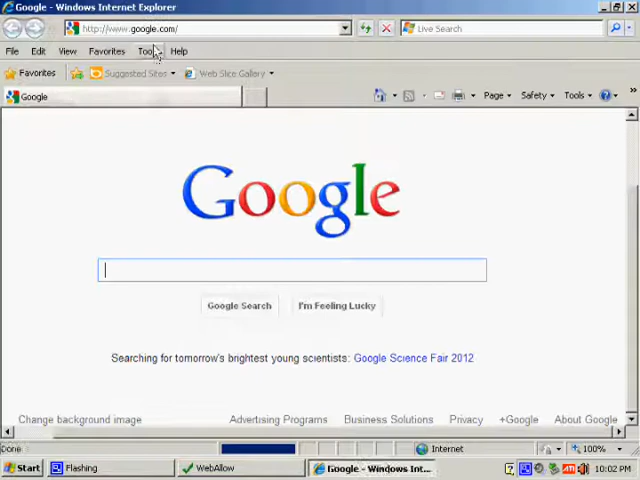 Google - Windows Internet Explorer
http://www.google.com/
Live Search
File Edit View Favorites Tools Help
Favorites Suggested Sites Web Slice Gallery
Google
Page Safety Tools
Google
Google Search I'm Feeling Lucky
Searching for tomorrow's brightest young scientists: Google Science Fair 2012
Change background image Advertising Programs Business Solutions Privacy +Google About Google
Done Internet 100%
Start Flashing WebAllow Google - Windows Int... ATI 10:02 PM